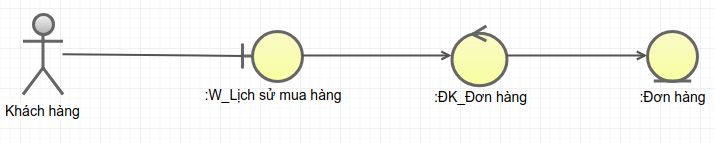 Khách hàng
:W_Lịch sử mua hàng
:ĐK_Đơn hàng
:Đơn hàng